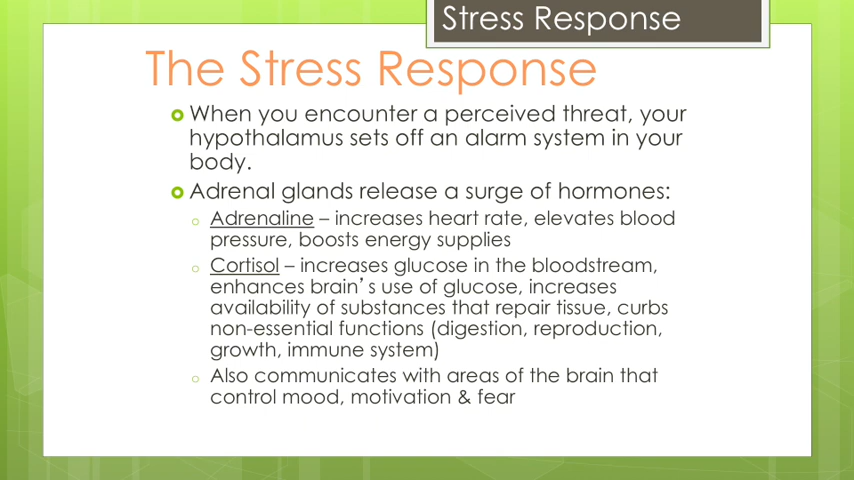 Stress Response
The Stress Response
When you encounter a perceived threat, your
hypothalamus sets off an alarm system in your
body.
Adrenal glands release a surge of hormones:
Adrenaline – increases heart rate, elevates blood
pressure, boosts energy supplies
Cortisol – increases glucose in the bloodstream,
enhances brain's use of glucose, increases
availability of substances that repair tissue, curbs
non-essential functions (digestion, reproduction,
growth, immune system)
Also communicates with areas of the brain that
control mood, motivation & fear